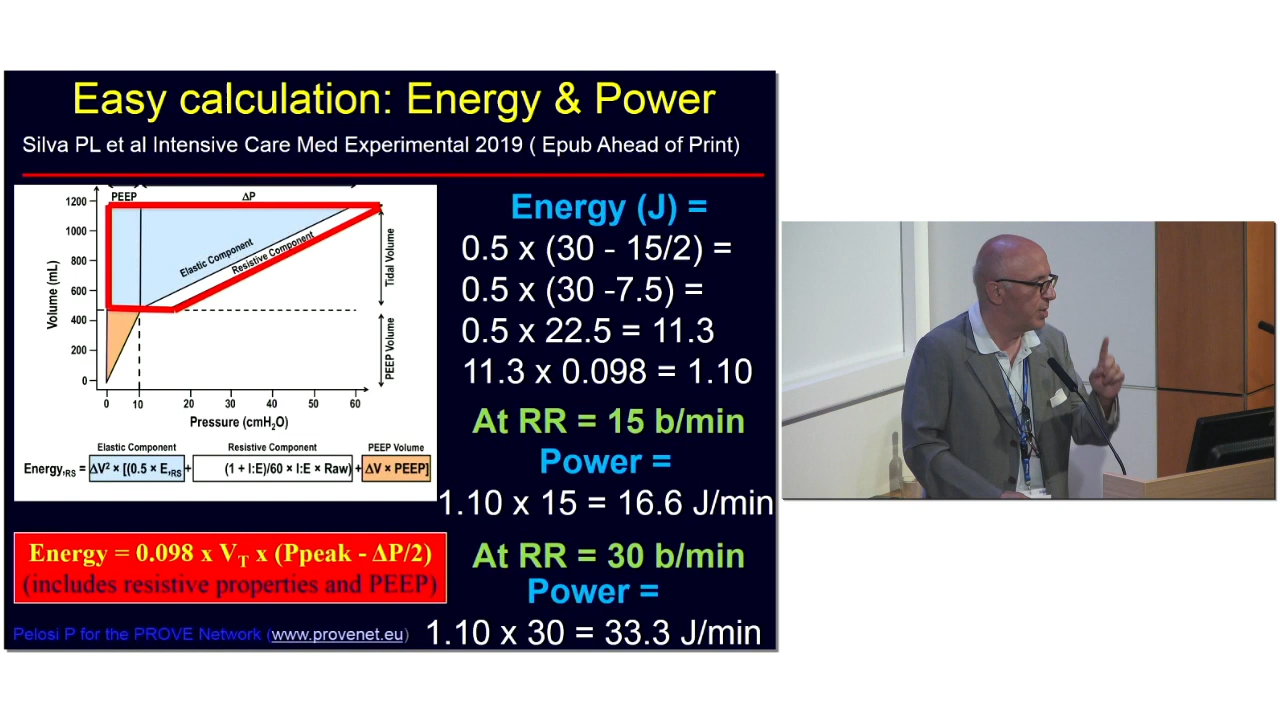 Easy calculation: Energy & Power
Silva PL et al Intensive Care Med Experimental 2019 ( Epub Ahead of Print)
PEEP
ΔP
1200
1000
800
600
400
200
0
Volume (mL)
Elastic Component
Resistive Component
Tidal Volume
PEEP Volume
0 10 20 30 40 50 60
Pressure (cmH₂O)
Elastic Component Resistive Component PEEP Volume
Energy,RS = ΔV² × [(0.5 × E,RS + (1 + I:E)/60 × I:E × Raw) + ΔV × PEEP]
Energy = 0.098 x VT x (Ppeak - ΔP/2)
(includes resistive properties and PEEP)
Pelosi P for the PROVE Network (www.provenet.eu)
Energy (J) =
0.5 x (30 - 15/2) =
0.5 x (30 -7.5) =
0.5 x 22.5 = 11.3
11.3 x 0.098 = 1.10
At RR = 15 b/min
Power =
1.10 x 15 = 16.6 J/min
At RR = 30 b/min
Power =
1.10 x 30 = 33.3 J/min